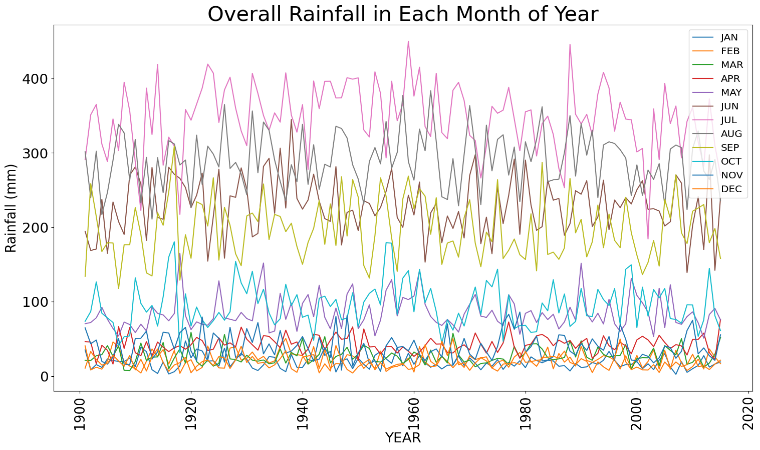 Overall Rainfall in Each Month of Year
Rainfall (mm)
400
300
200
100
0
1900
1920
1940
1960
1980
2000
2020
YEAR
JAN
FEB
MAR
APR
MAY
JUN
JUL
AUG
SEP
OCT
NOV
DEC